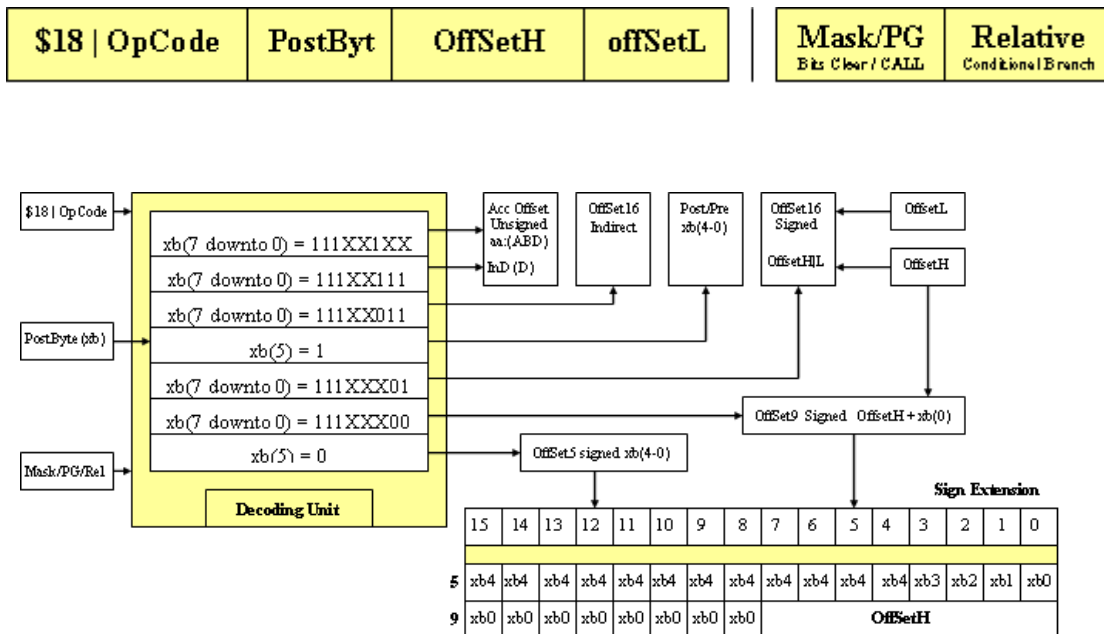 $18 | OpCode PostByt OffSetH offSetL Mask/PG Relative
Bits Clear / CALL Conditional Branch
$18 | OpCode
PostByte (xb)
Mask/PG/Rel
xb(7 downto 0) = 111XX1XX
xb(7 downto 0) = 111XX111
xb(7 downto 0) = 111XX011
xb(5) = 1
xb(7 downto 0) = 111XXX01
xb(7 downto 0) = 111XXX00
xb(5) = 0
Decoding Unit
Acc Offset
Unsigned
aa:(ABD)
InD (D)
OffSet16
Indirect
Post/Pre
xb(4-0)
OffSet16
Signed
OffsetH|L
OffsetL
OffsetH
OffSet9 Signed OffsetH + xb(0)
OffSet5 signed xb(4-0)
Sign Extension
15 14 13 12 11 10 9 8 7 6 5 4 3 2 1 0
5 xb4 xb4 xb4 xb4 xb4 xb4 xb4 xb4 xb4 xb4 xb4 xb4 xb3 xb2 xb1 xb0
9 xb0 xb0 xb0 xb0 xb0 xb0 xb0 xb0 OffSetH